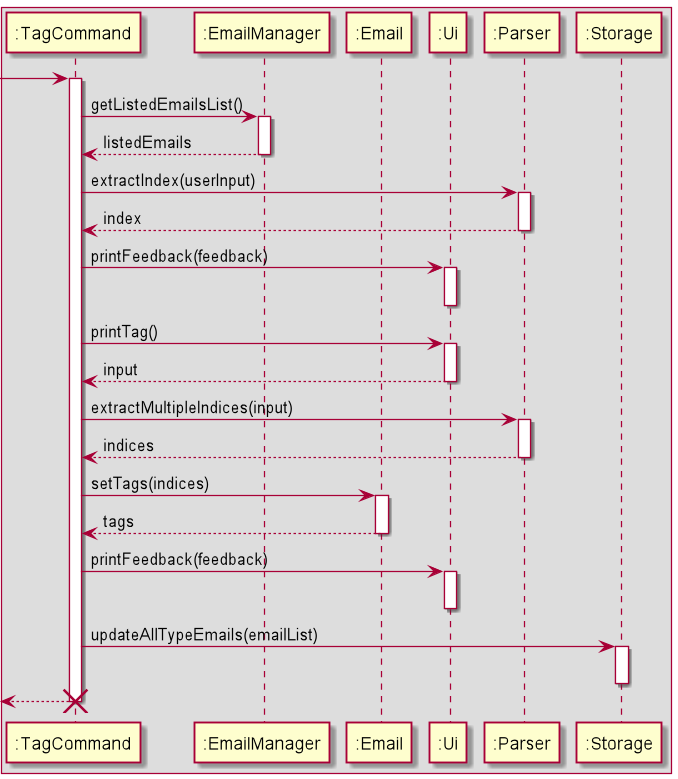 :TagCommand :EmailManager :Email :Ui :Parser :Storage
getListedEmailsList()
listedEmails
extractIndex(userInput)
index
printFeedback(feedback)
printTag()
input
extractMultipleIndices(input)
indices
setTags(indices)
tags
printFeedback(feedback)
updateAllTypeEmails(emailList)
:TagCommand :EmailManager :Email :Ui :Parser :Storage